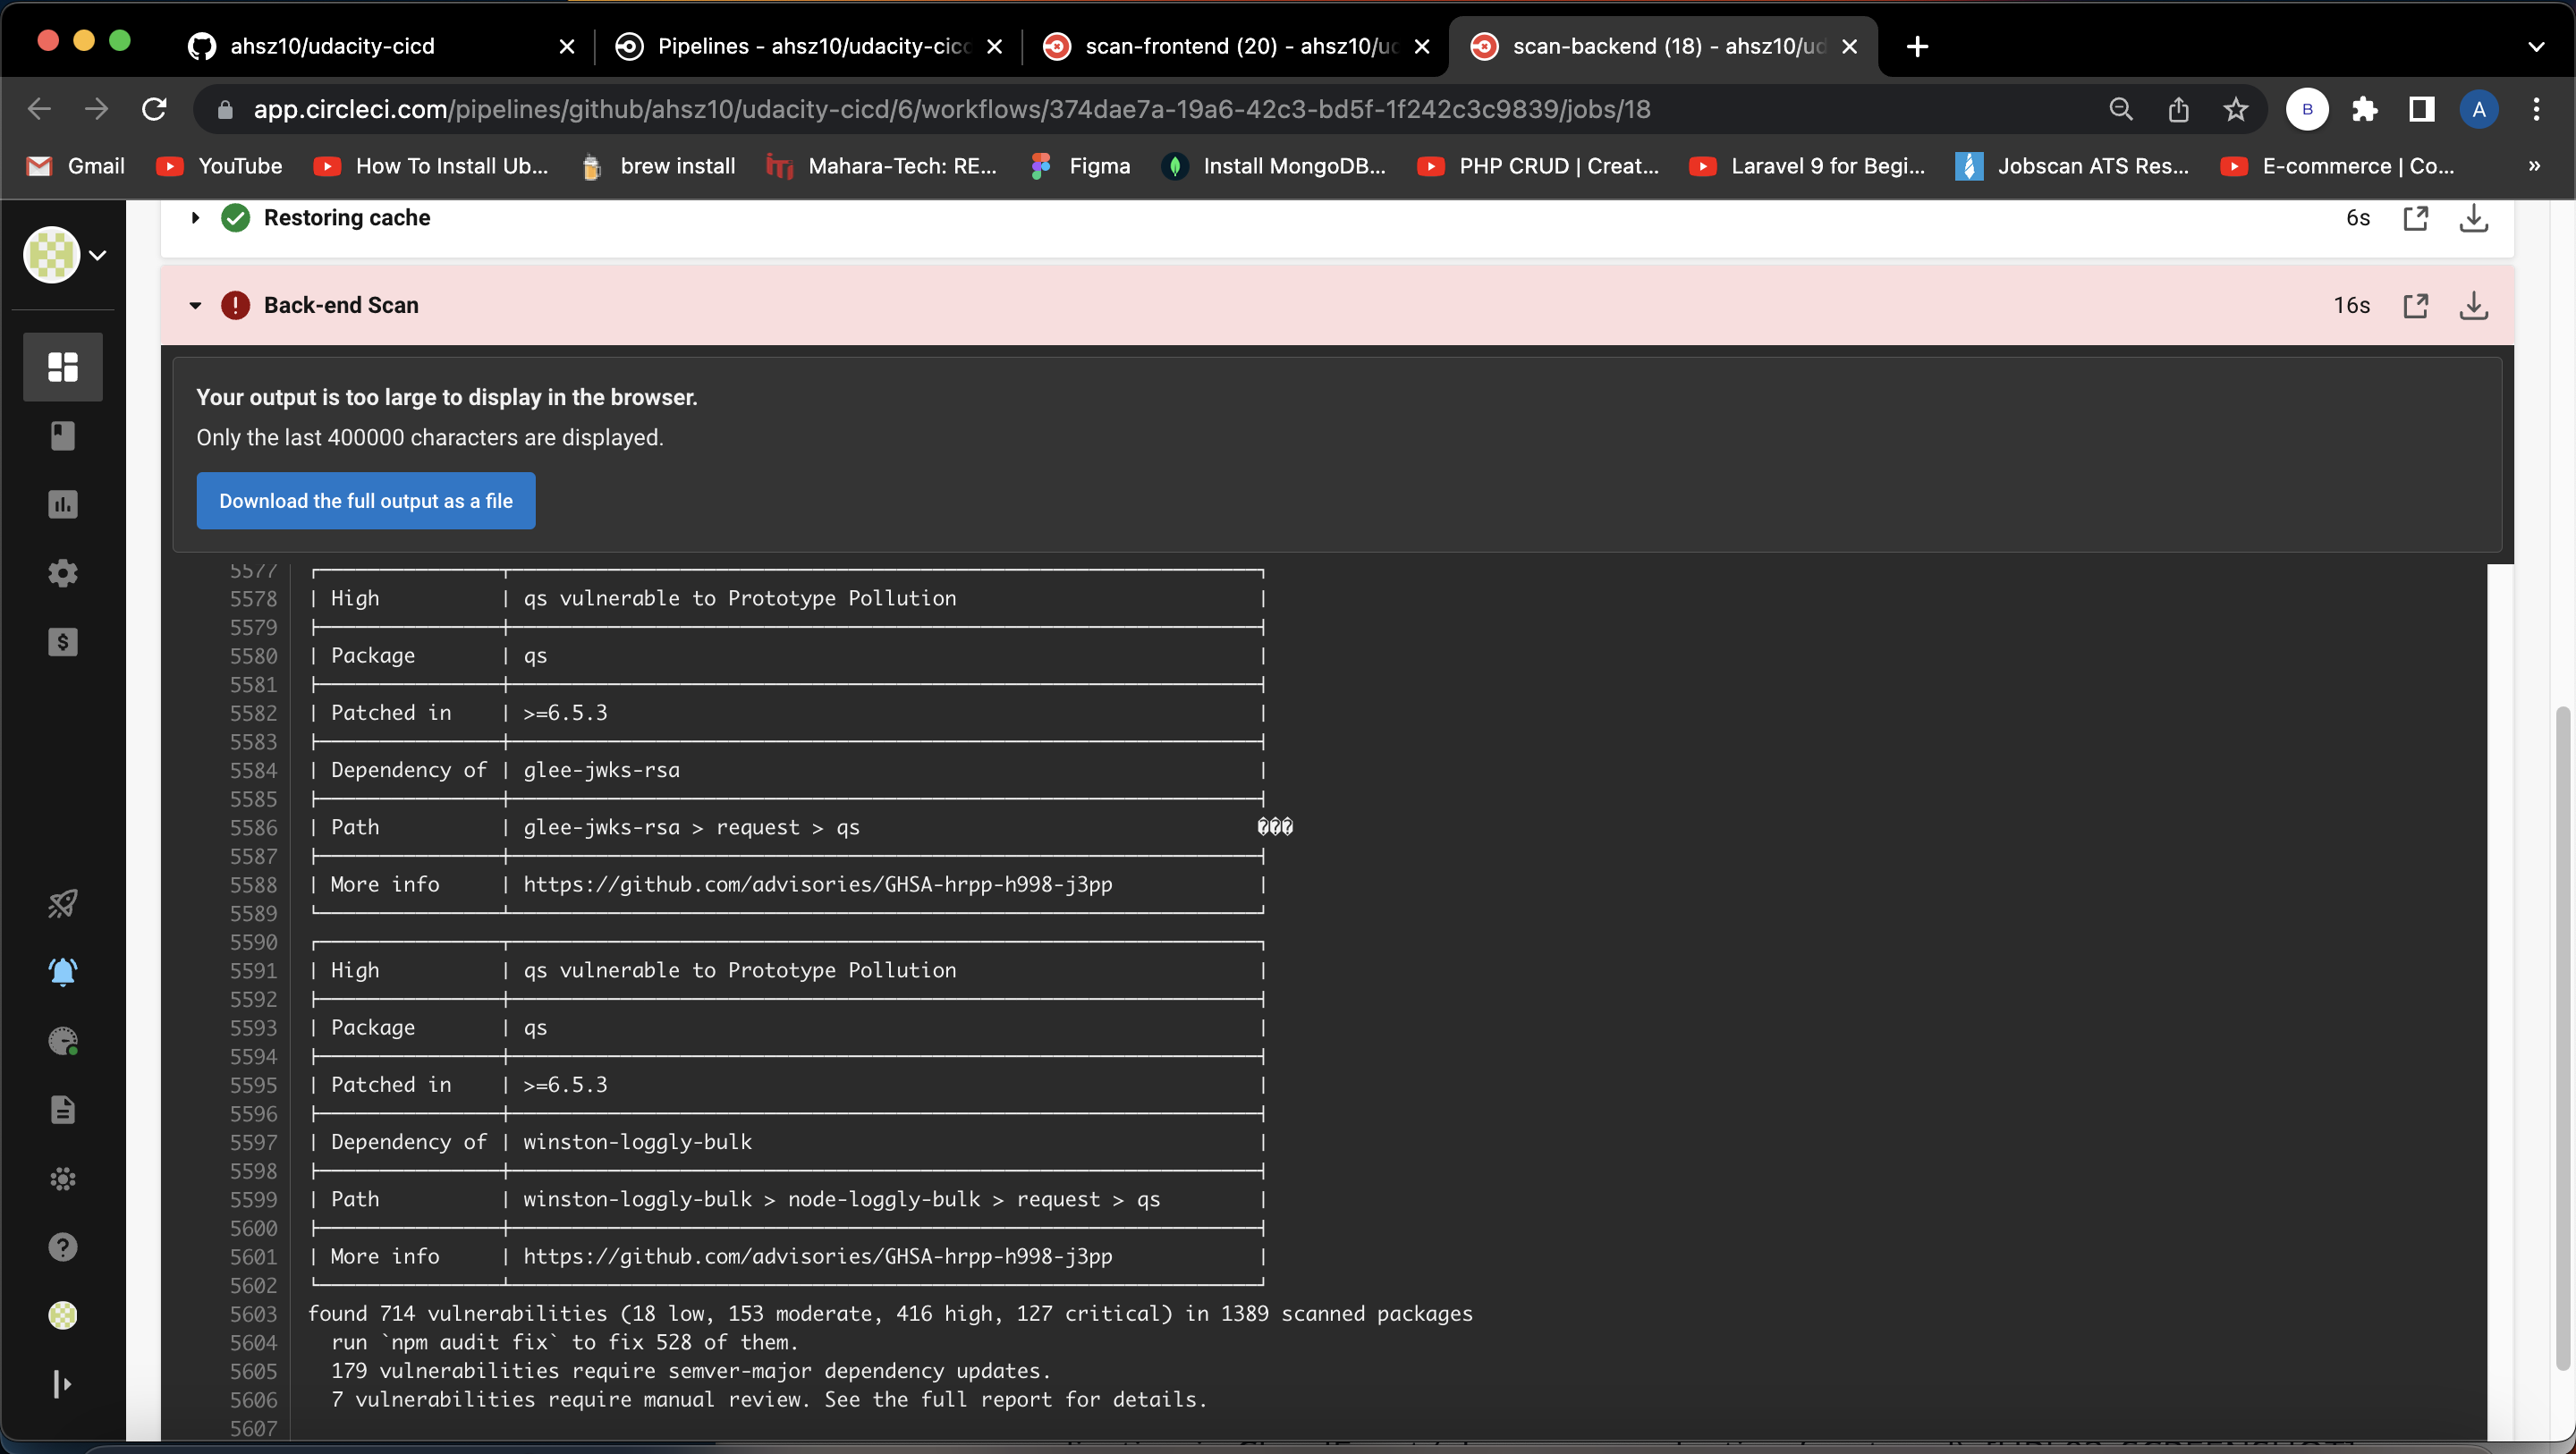 ahsz10/udacity-cicd
Pipelines - ahsz10/udacity-cicd
scan-frontend (20) - ahsz10/ud
scan-backend (18) - ahsz10/ud
app.circleci.com/pipelines/github/ahsz10/udacity-cicd/6/workflows/374dae7a-19a6-42c3-bd5f-1f242c3c9839/jobs/18
B
A
Gmail
YouTube
How To Install Ub...
brew install
Mahara-Tech: RE...
Figma
Install MongoDB...
PHP CRUD | Creat...
Laravel 9 for Begi...
Jobscan ATS Res...
E-commerce | Co...
»
Restoring cache
6s
Back-end Scan
16s
Your output is too large to display in the browser.
Only the last 400000 characters are displayed.
Download the full output as a file
5577
5578 | High | qs vulnerable to Prototype Pollution |
5579
5580 | Package | qs |
5581
5582 | Patched in | >=6.5.3 |
5583
5584 | Dependency of | glee-jwks-rsa |
5585
5586 | Path | glee-jwks-rsa > request > qs ���
5587
5588 | More info | https://github.com/advisories/GHSA-hrpp-h998-j3pp |
5589
5590
5591 | High | qs vulnerable to Prototype Pollution |
5592
5593 | Package | qs |
5594
5595 | Patched in | >=6.5.3 |
5596
5597 | Dependency of | winston-loggly-bulk |
5598
5599 | Path | winston-loggly-bulk > node-loggly-bulk > request > qs |
5600
5601 | More info | https://github.com/advisories/GHSA-hrpp-h998-j3pp |
5602
5603 found 714 vulnerabilities (18 low, 153 moderate, 416 high, 127 critical) in 1389 scanned packages
5604 run `npm audit fix` to fix 528 of them.
5605 179 vulnerabilities require semver-major dependency updates.
5606 7 vulnerabilities require manual review. See the full report for details.
5607